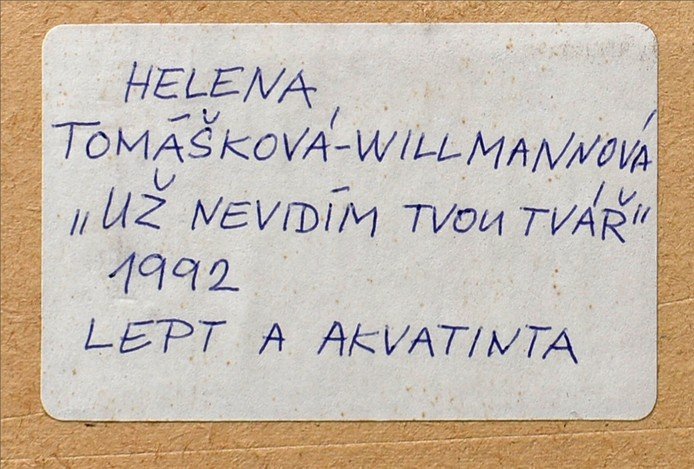 HELENA
TOMÁŠKOVÁ-WILLMANNOVÁ
„UŽ NEVIDÍM TVOU TVÁŘ"
1992
LEPT A AKVATINTA